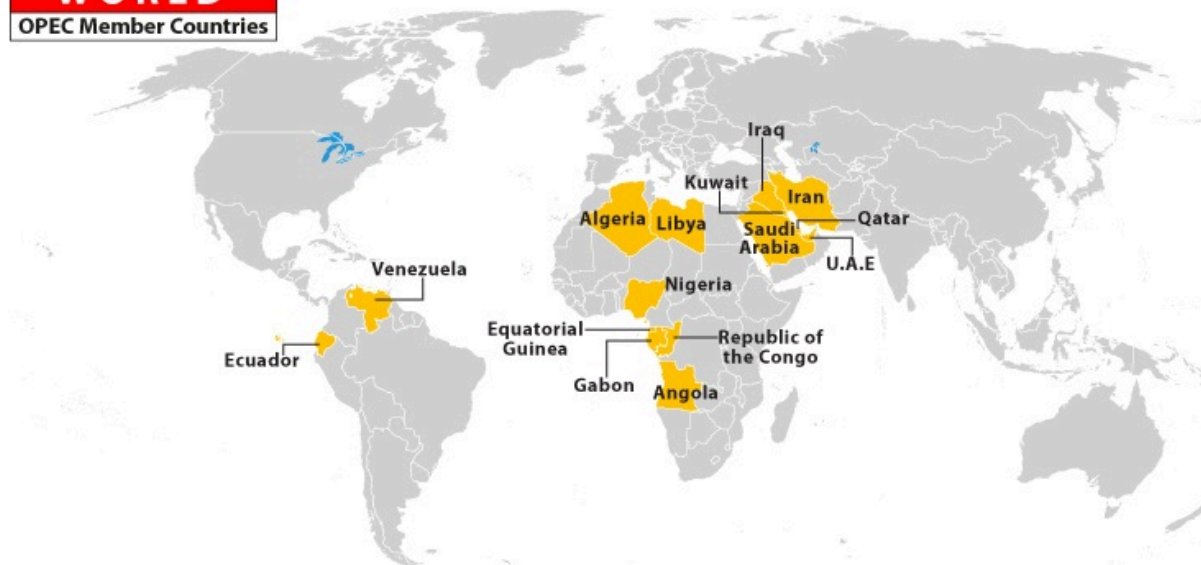 WORLD
OPEC Member Countries
Iraq
Kuwait
Iran
Algeria
Libya
Qatar
Saudi
Arabia
U.A.E
Venezuela
Nigeria
Equatorial
Guinea
Republic of
the Congo
Ecuador
Gabon
Angola